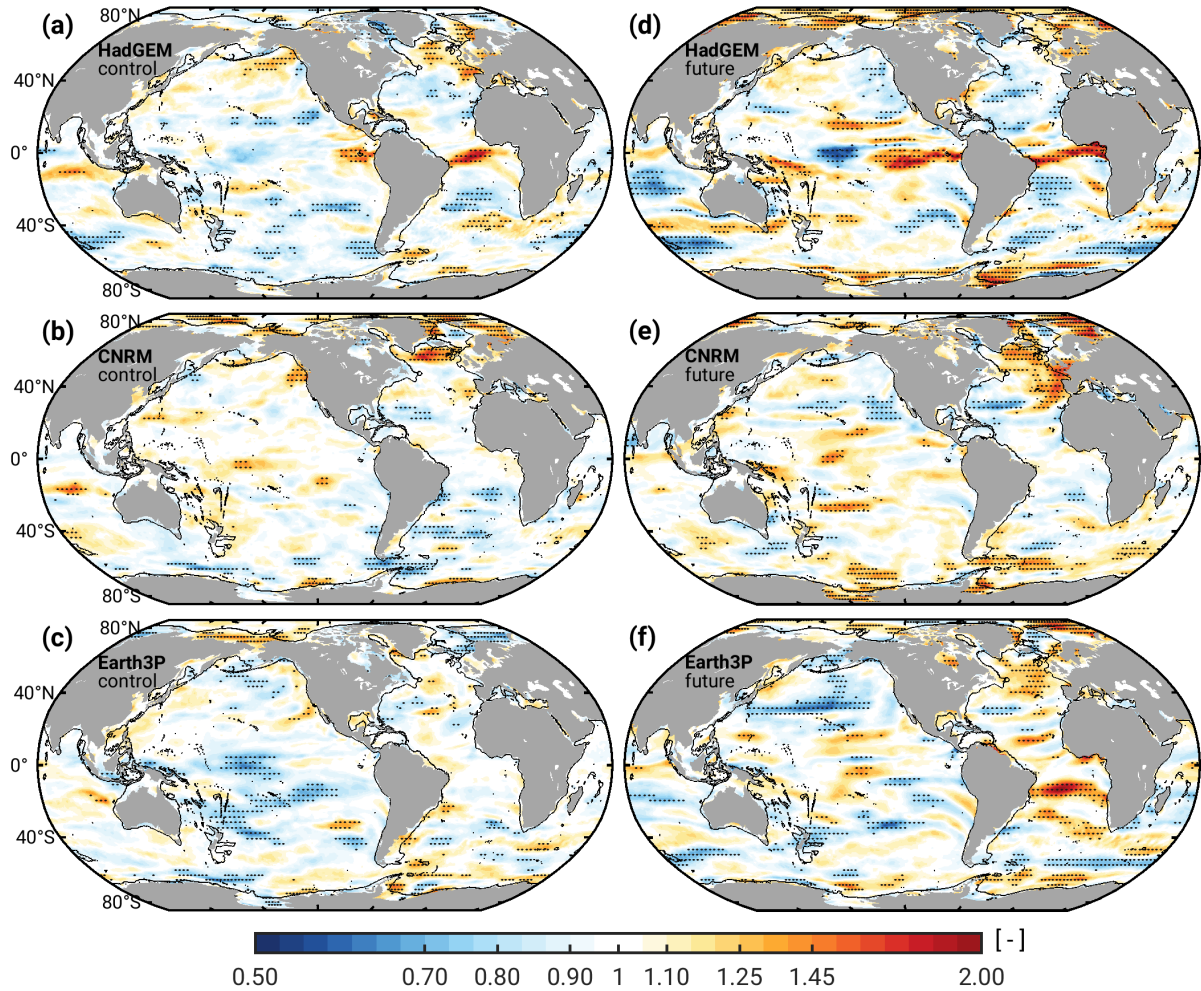 (a)
HadGEM
control
80°N
40°N
0°
40°S
80°S
(d)
HadGEM
future
(b)
CNRM
control
80°N
40°N
0°
40°S
80°S
(e)
CNRM
future
(c)
Earth3P
control
80°N
40°N
0°
40°S
80°S
(f)
Earth3P
future
[-]
0.50 0.70 0.80 0.90 1 1.10 1.25 1.45 2.00